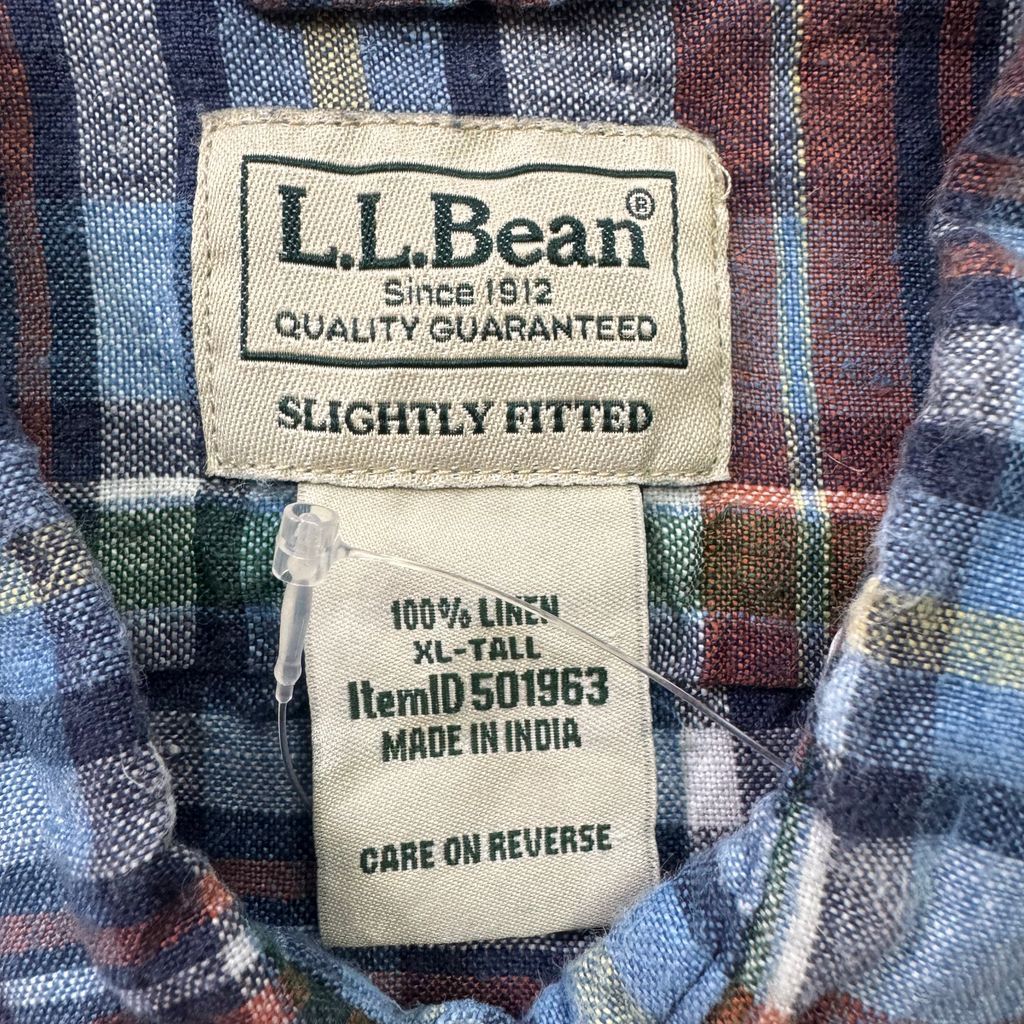 L.L.Bean®
Since 1912
QUALITY GUARANTEED
SLIGHTLY FITTED
100% LINEN
XL-TALL
ItemID 501963
MADE IN INDIA
CARE ON REVERSE